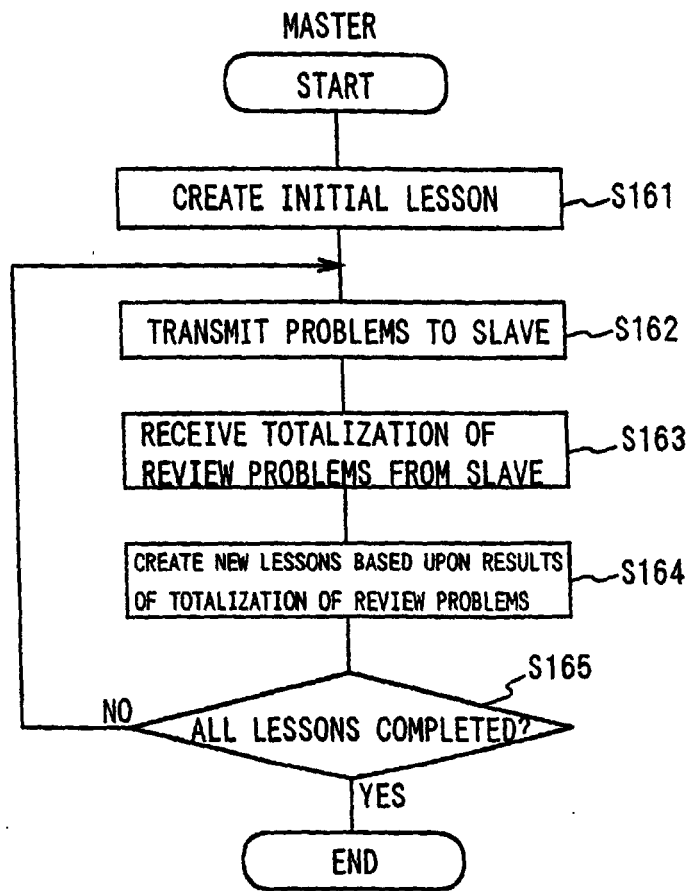 MASTER
START
CREATE INITIAL LESSON
S161
TRANSMIT PROBLEMS TO SLAVE
S162
RECEIVE TOTALIZATION OF
REVIEW PROBLEMS FROM SLAVE
S163
CREATE NEW LESSONS BASED UPON RESULTS
OF TOTALIZATION OF REVIEW PROBLEMS
S164
S165
NO
ALL LESSONS COMPLETED?
YES
END